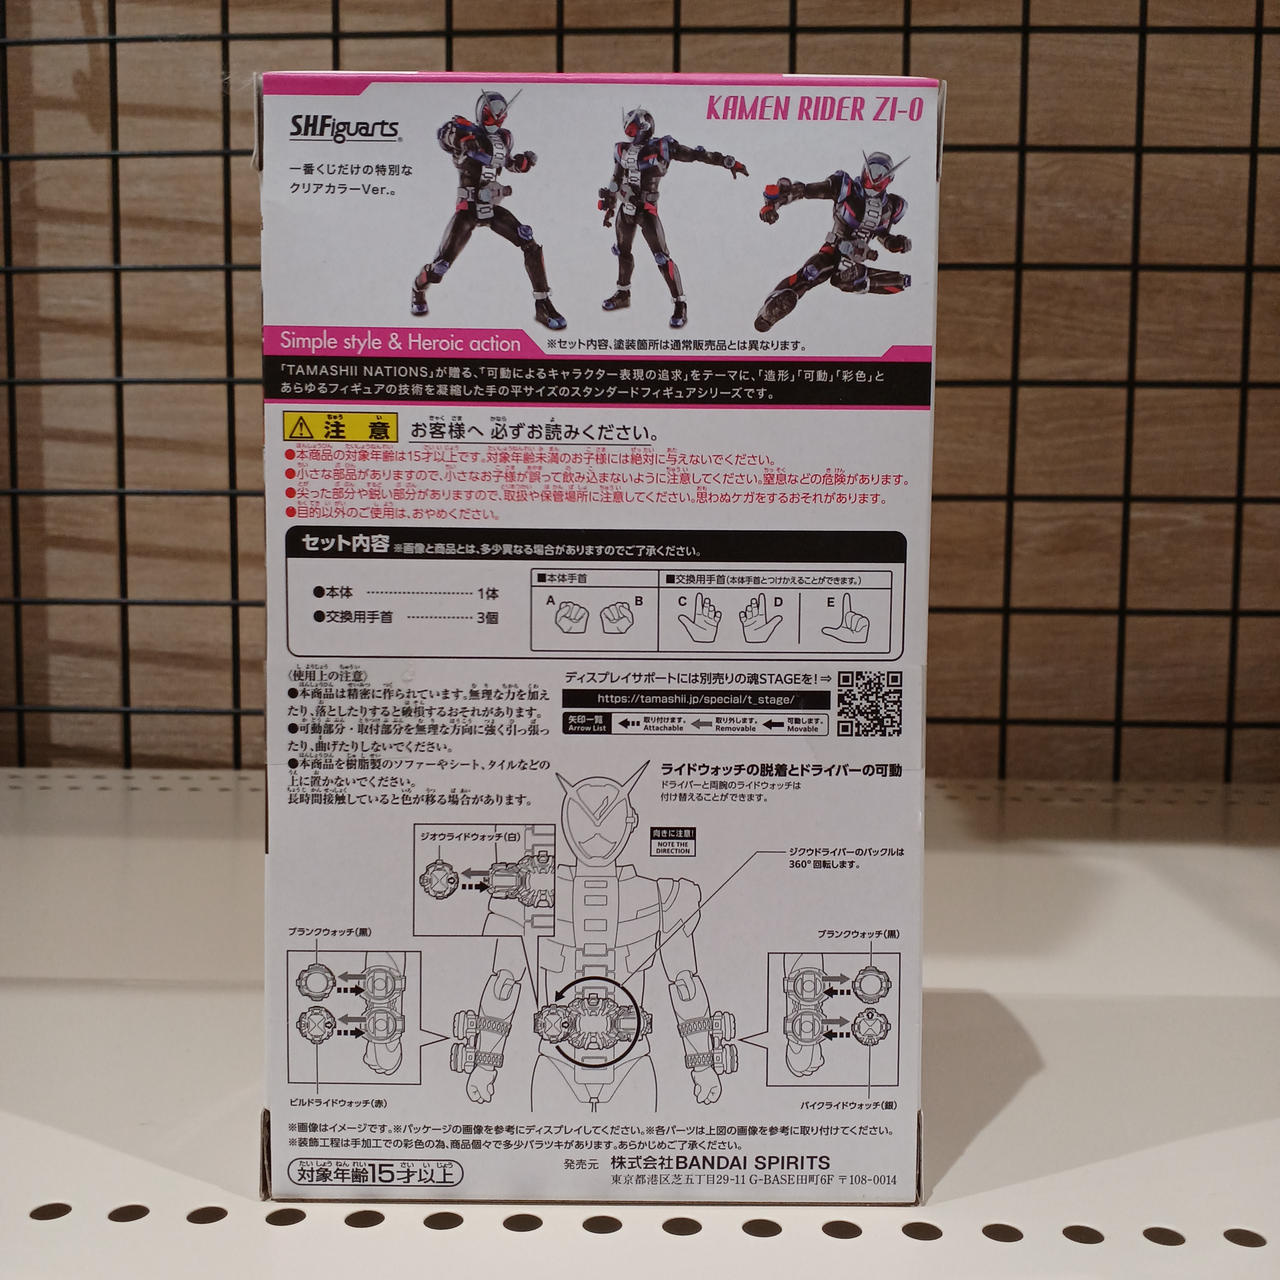 KAMEN RIDER ZI-O
S.H.Figuarts
一番くじだけの特別な
クリアカラーVer.。
Simple style & Heroic action
※セット内容、塗装箇所は通常販売品とは異なります。
「TAMASHII NATIONS」が贈る、「可動によるキャラクター表現の追求」をテーマに、「造形」「可動」「彩色」と
あらゆるフィギュアの技術を凝縮した手の平サイズのスタンダードフィギュアシリーズです。
注意 お客様へ 必ずお読みください。
●本商品の対象年齢は15才以上です。対象年齢未満のお子様には絶対に与えないでください。
●小さな部品がありますので、小さなお子様が誤って飲み込まないように注意してください。窒息などの危険があります。
●尖った部分や鋭い部分がありますので、取扱や保管場所に注意してください。思わぬケガをするおそれがあります。
●目的以外のご使用は、おやめください。
セット内容 ※画像と商品とは、多少異なる場合がありますのでご了承ください。
●本体 1体
●交換用手首 3個
■本体手首
A B
■交換用手首(本体手首とつけかえることができます。)
C D E
〈使用上の注意〉
●本商品は精密に作られています。無理な力を加え
たり、落としたりすると破損するおそれがあります。
●可動部分・取付部分を無理な方向に強く引っ張っ
たり、曲げたりしないでください。
●本商品を樹脂製のソファーやシート、タイルなどの
上に置かないでください。
長時間接触していると色が移る場合があります。
ディスプレイサポートには別売りの魂STAGEを!⇒
https://tamashii.jp/special/t_stage/
矢印一覧
Arrow List
取り付けます。
Attachable
取り外します。
Removable
可動します。
Movable
ライドウォッチの脱着とドライバーの可動
ドライバーと両腕のライドウォッチは
付け替えることができます。
向きに注意!
NOTE THE
DIRECTION
ジオウライドウォッチ(白)
ジクウドライバーのバックルは
360°回転します。
ブランクウォッチ(黒)
ブランクウォッチ(黒)
ビルドライドウォッチ(赤)
バイクライドウォッチ(銀)
※画像はイメージです。※パッケージの画像を参考にディスプレイしてください。※各パーツは上図の画像を参考に取り付けてください。
※装飾工程は手加工での彩色の為、商品個々で多少バラツキがあります。あらかじめご了承ください。
対象年齢15才以上
発売元 株式会社BANDAI SPIRITS
東京都港区芝五丁目29-11 G-BASE田町6F 〒108-0014